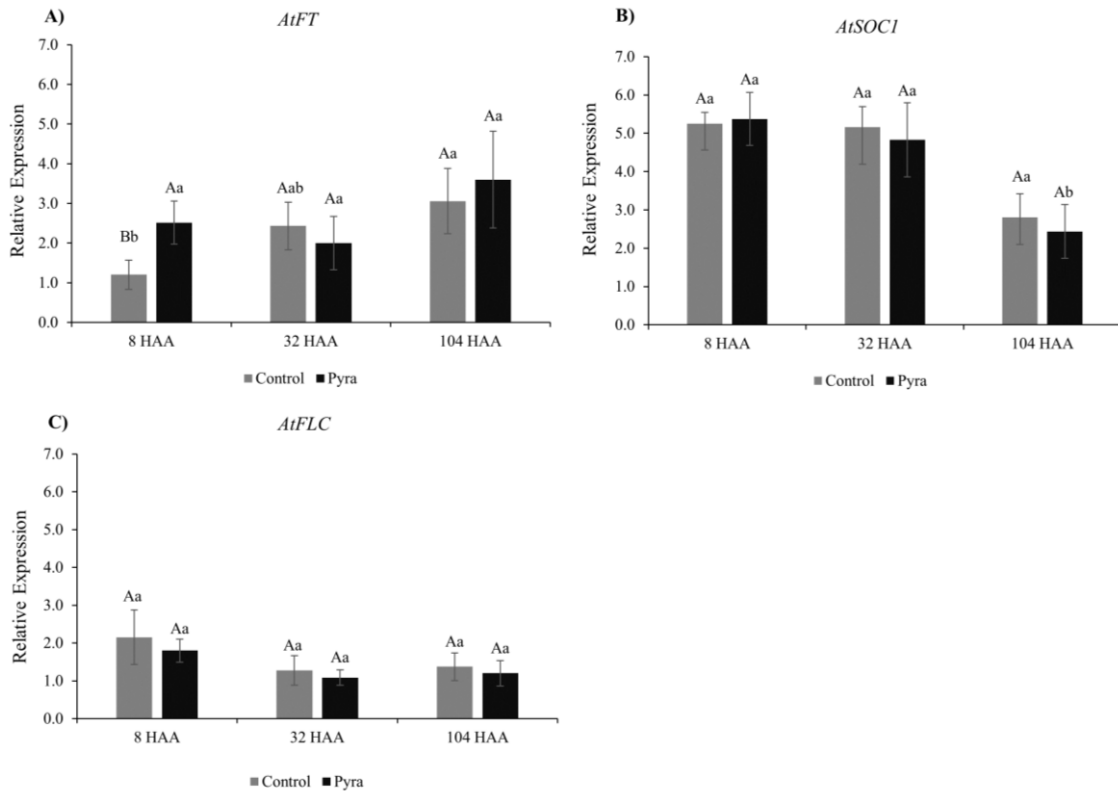 A)
AtFT
7.0
6.0
5.0
4.0
3.0
2.0
1.0
0.0
Relative Expression
Bb Aa Aab Aa Aa Aa
8 HAA 32 HAA 104 HAA
Control Pyra
B)
AtSOC1
7.0
6.0
5.0
4.0
3.0
2.0
1.0
0.0
Relative Expression
Aa Aa Aa Aa Aa Ab
8 HAA 32 HAA 104 HAA
Control Pyra
C)
AtFLC
7.0
6.0
5.0
4.0
3.0
2.0
1.0
0.0
Relative Expression
Aa Aa Aa Aa Aa Aa
8 HAA 32 HAA 104 HAA
Control Pyra